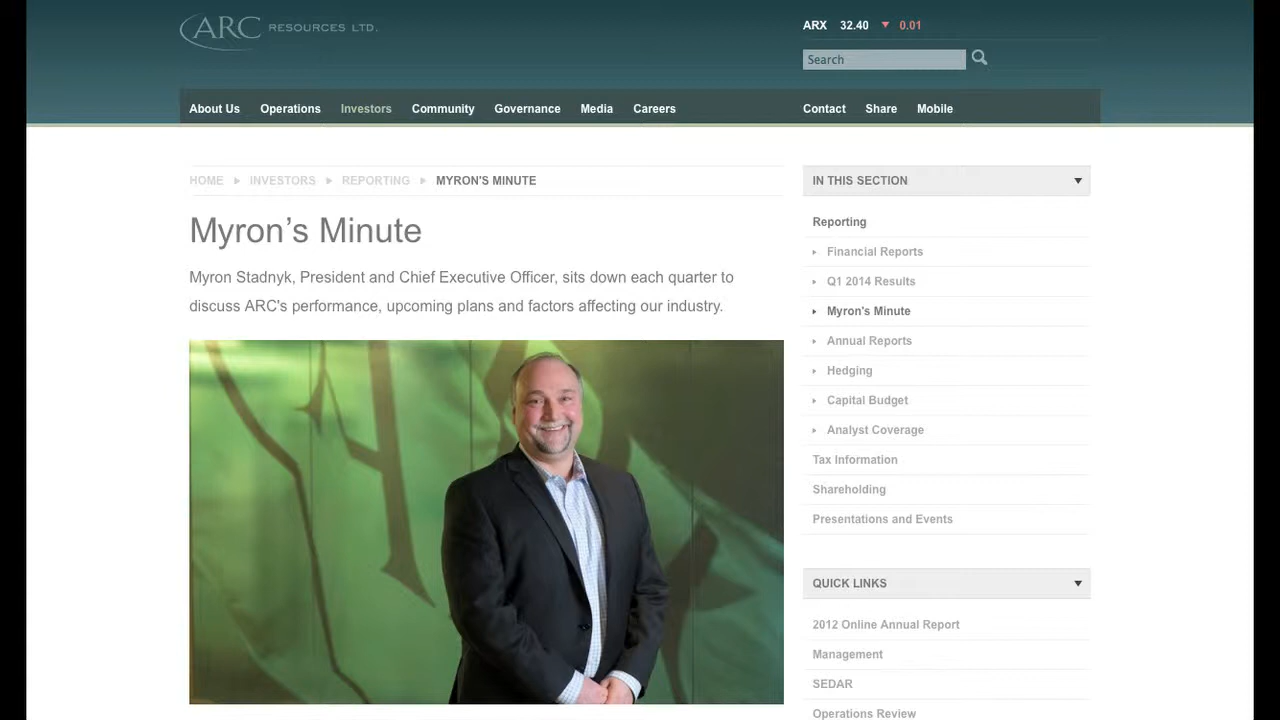 ARC RESOURCES LTD.
ARX 32.40 0.01
Search
About Us Operations Investors Community Governance Media Careers Contact Share Mobile
HOME INVESTORS REPORTING MYRON'S MINUTE
Myron’s Minute
Myron Stadnyk, President and Chief Executive Officer, sits down each quarter to
discuss ARC's performance, upcoming plans and factors affecting our industry.
IN THIS SECTION
Reporting
Financial Reports
Q1 2014 Results
Myron's Minute
Annual Reports
Hedging
Capital Budget
Analyst Coverage
Tax Information
Shareholding
Presentations and Events
QUICK LINKS
2012 Online Annual Report
Management
SEDAR
Operations Review